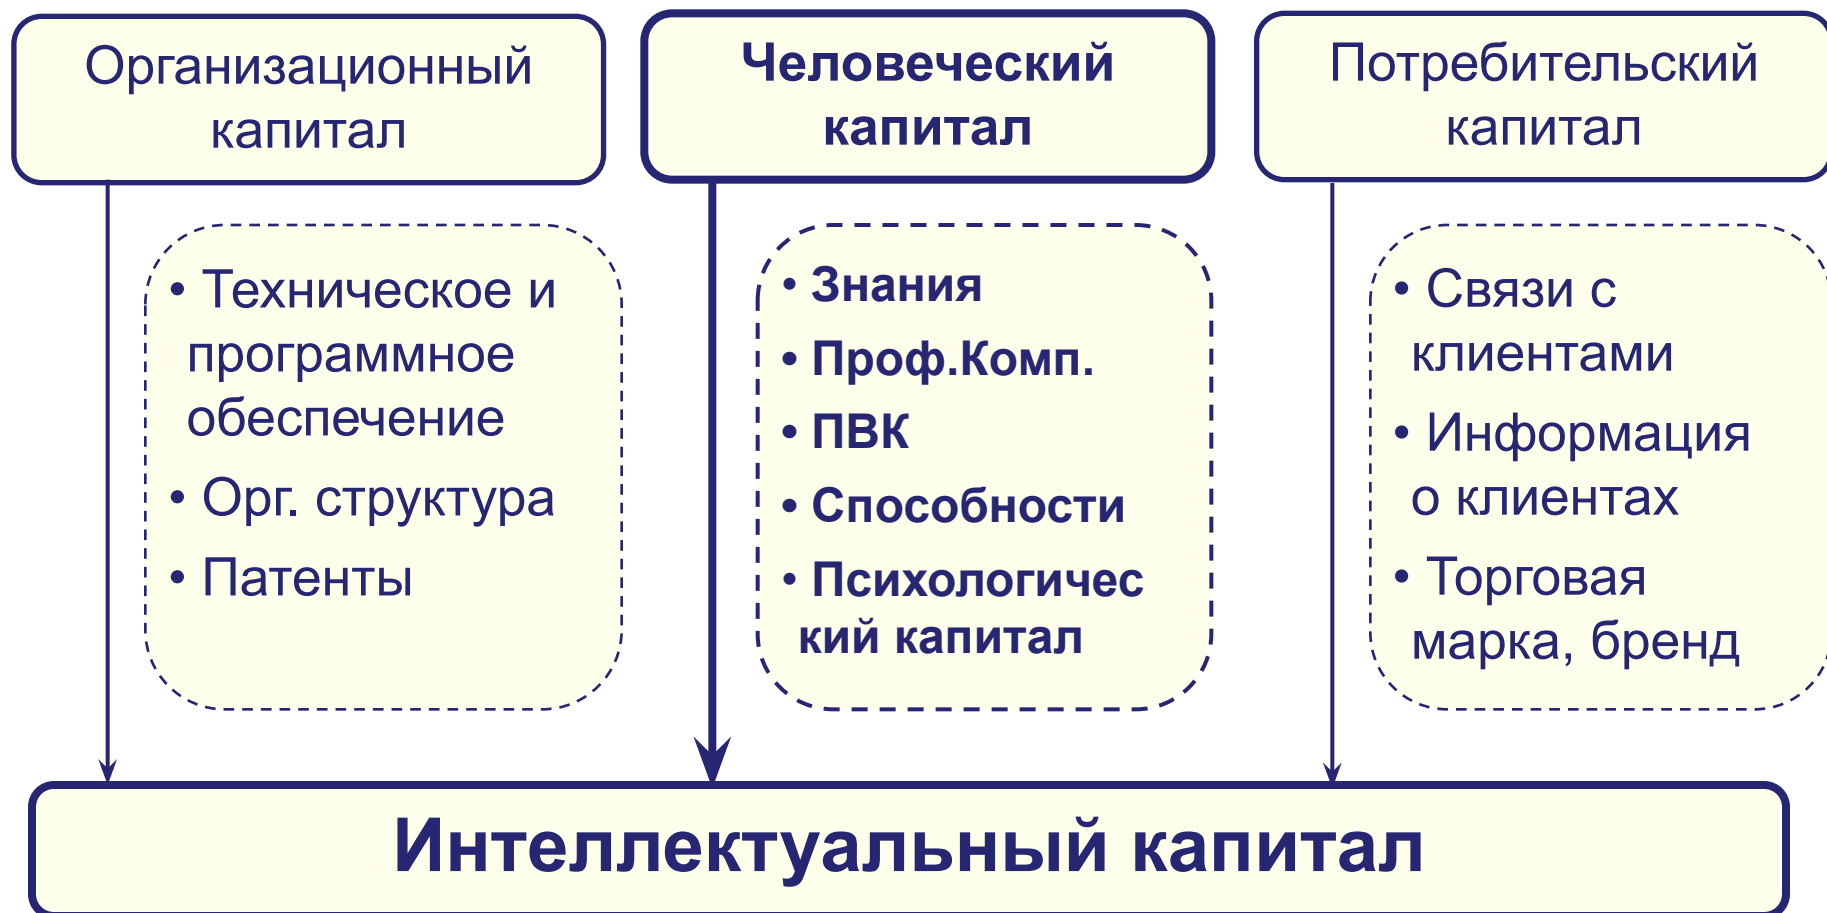 Организационный
капитал
Человеческий
капитал
Потребительский
капитал
• Техническое и
программное
обеспечение
• Орг. структура
• Патенты
• Знания
• Проф.Комп.
• ПВК
• Способности
• Психологичес
кий капитал
• Связи с
клиентами
• Информация
о клиентах
• Торговая
марка, бренд
Интеллектуальный капитал